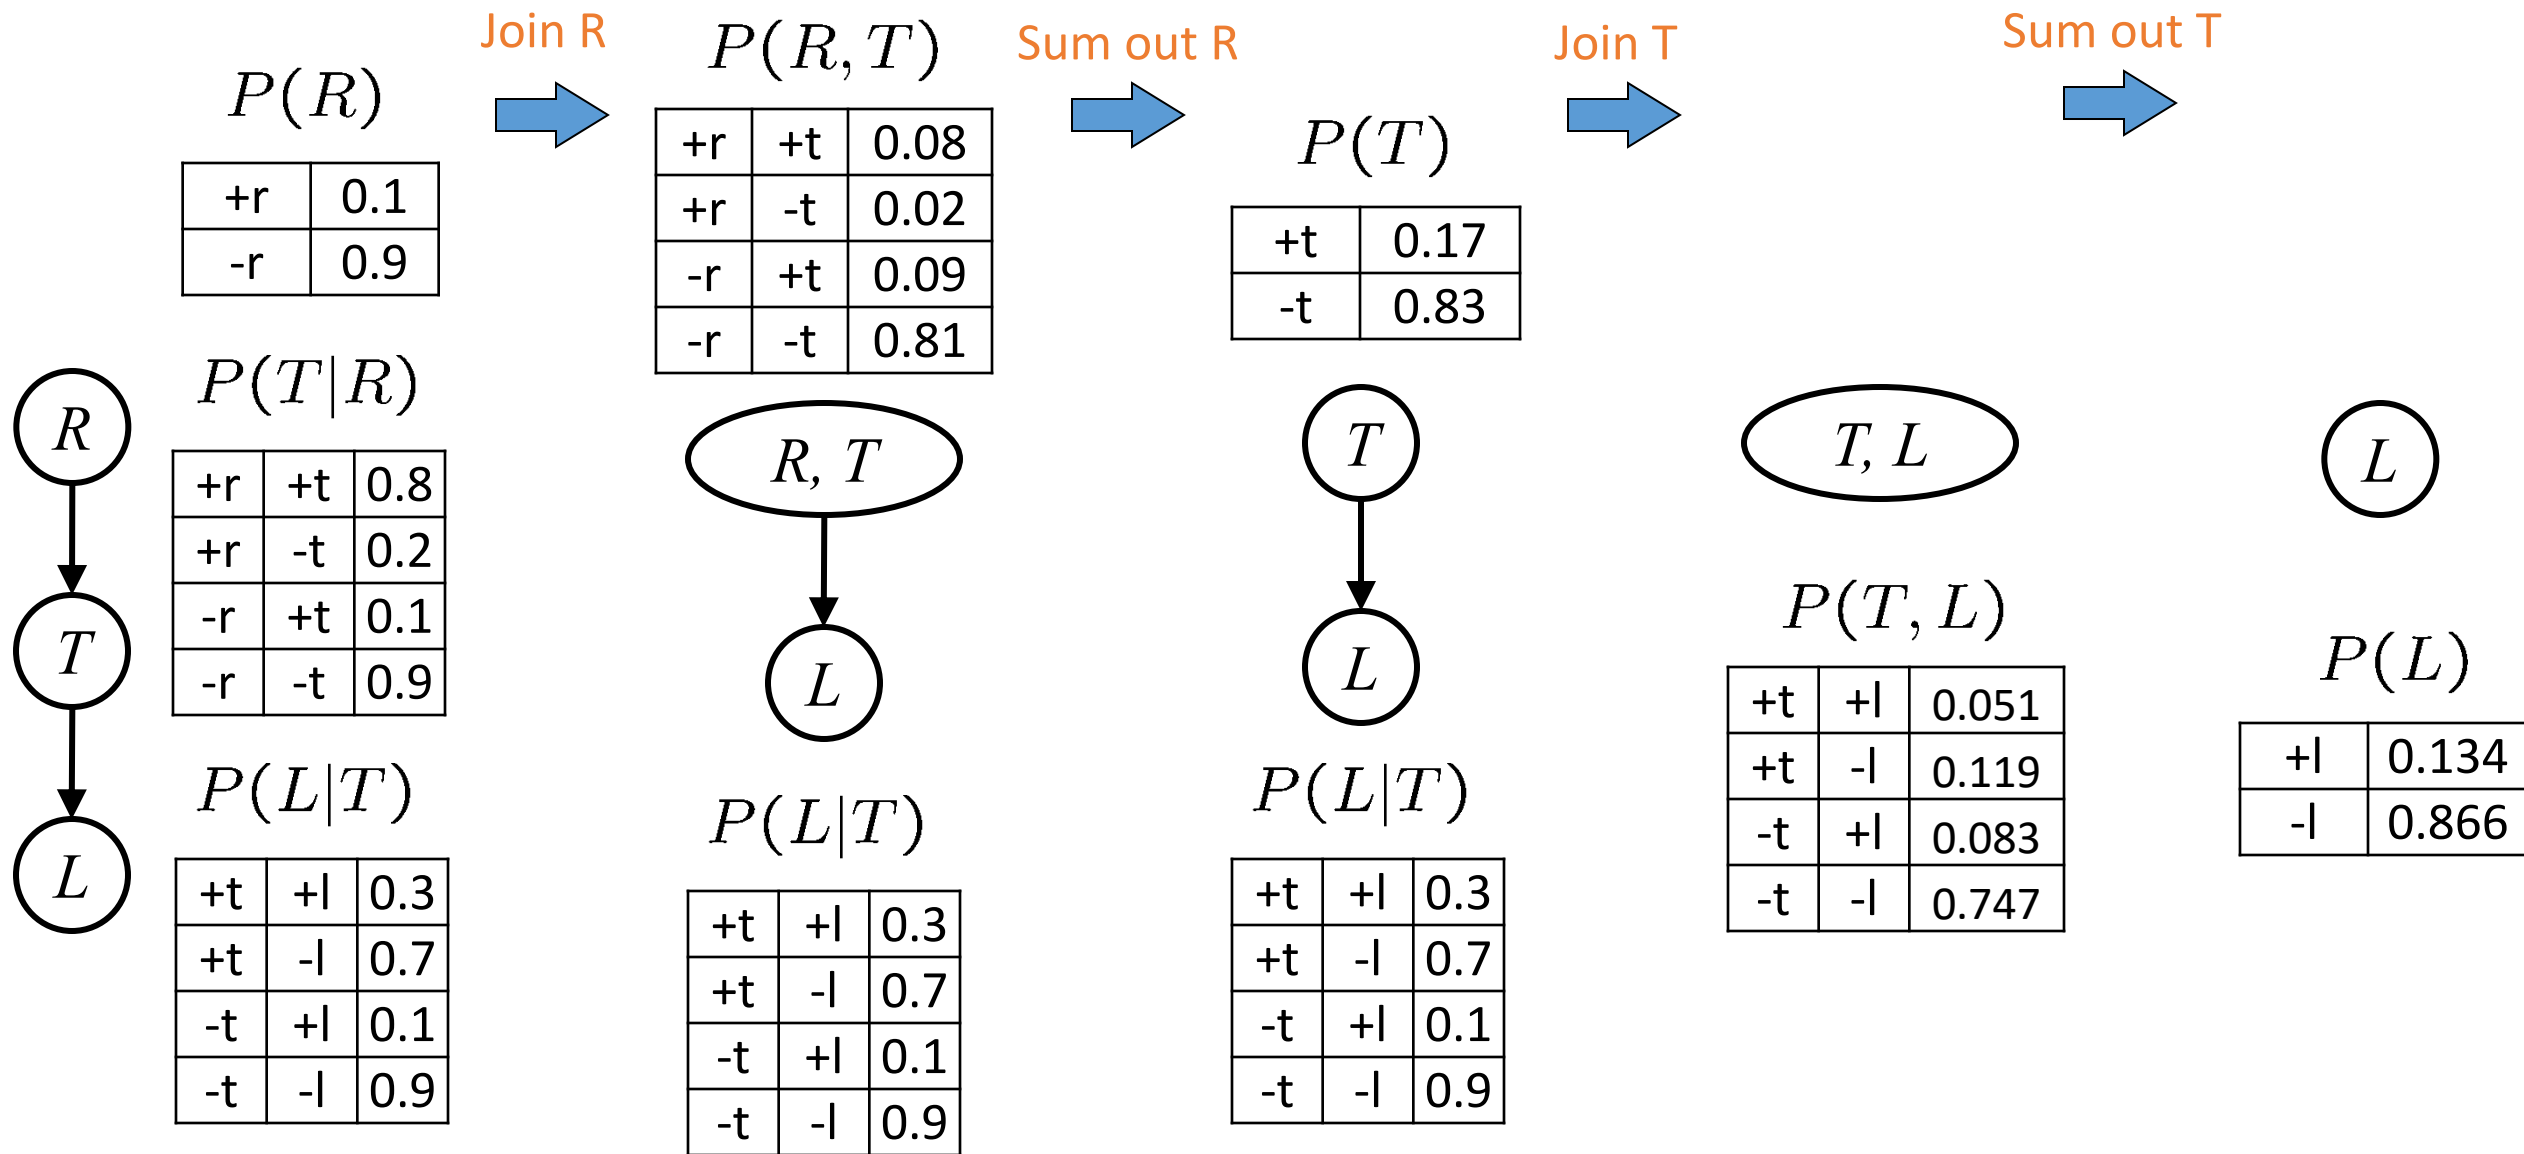 Join R
Sum out R
Join T
Sum out T
P(R)
+r 0.1
-r 0.9
P(T|R)
+r +t 0.8
+r -t 0.2
-r +t 0.1
-r -t 0.9
P(L|T)
+t +l 0.3
+t -l 0.7
-t +l 0.1
-t -l 0.9
R
T
L
P(R, T)
+r +t 0.08
+r -t 0.02
-r +t 0.09
-r -t 0.81
R, T
L
P(L|T)
+t +l 0.3
+t -l 0.7
-t +l 0.1
-t -l 0.9
P(T)
+t 0.17
-t 0.83
T
L
P(L|T)
+t +l 0.3
+t -l 0.7
-t +l 0.1
-t -l 0.9
T, L
P(T, L)
+t +l 0.051
+t -l 0.119
-t +l 0.083
-t -l 0.747
L
P(L)
+l 0.134
-l 0.866